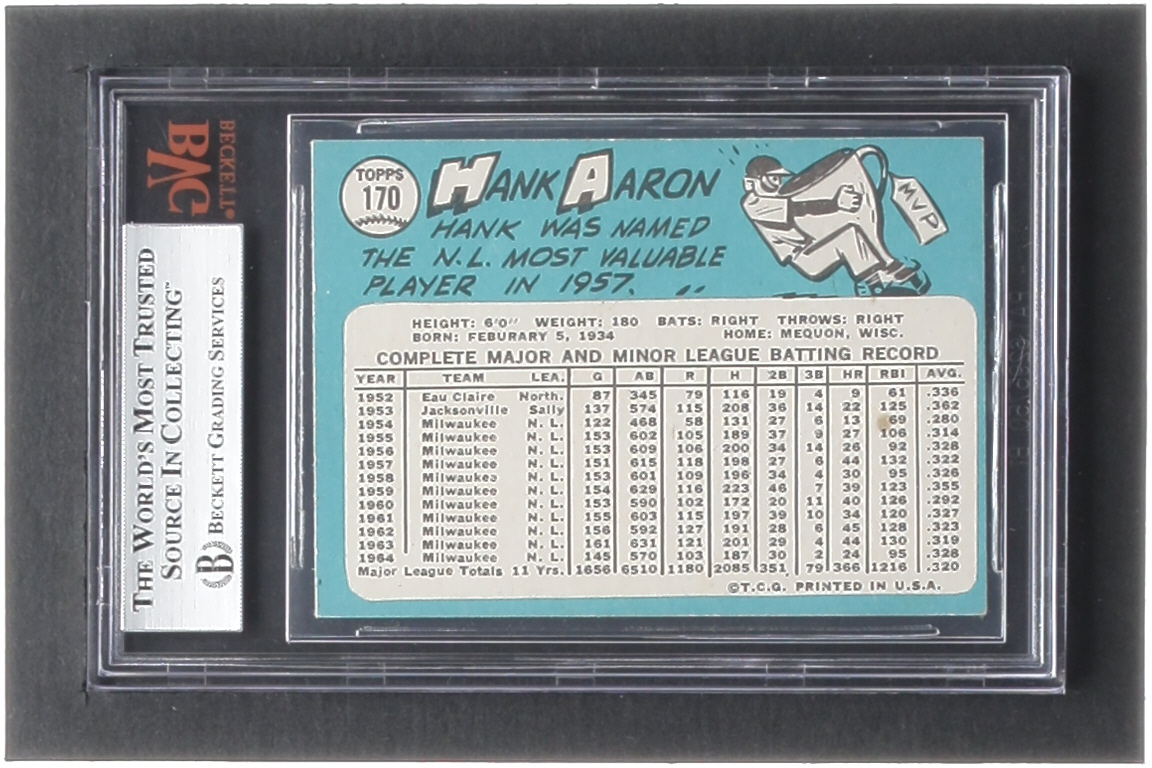 BECKETT®
BVG
THE WORLD'S MOST TRUSTED
SOURCE IN COLLECTING™
B BECKETT GRADING SERVICES
TOPPS
170
HANK AARON
HANK WAS NAMED
THE N.L. MOST VALUABLE
PLAYER IN 1957.
MVP
HEIGHT: 6'0" WEIGHT: 180 BATS: RIGHT THROWS: RIGHT
BORN: FEBURARY 5, 1934 HOME: MEQUON, WISC.
COMPLETE MAJOR AND MINOR LEAGUE BATTING RECORD
YEAR TEAM LEA. G AB R H 2B 3B HR RBI AVG.
1952 Eau Claire North. 87 345 79 116 19 4 9 61 .336
1953 Jacksonville Sally 137 574 115 208 36 14 22 125 .362
1954 Milwaukee N. L. 122 468 58 131 27 6 13 69 .280
1955 Milwaukee N. L. 153 602 105 189 37 9 27 106 .314
1956 Milwaukee N. L. 153 609 106 200 34 14 26 92 .328
1957 Milwaukee N. L. 151 615 118 198 27 6 44 132 .322
1958 Milwaukee N. L. 153 601 109 196 34 4 30 95 .326
1959 Milwaukee N. L. 154 629 116 223 46 7 39 123 .355
1960 Milwaukee N. L. 153 590 102 172 20 11 40 126 .292
1961 Milwaukee N. L. 155 603 115 197 39 10 34 120 .327
1962 Milwaukee N. L. 156 592 127 191 28 6 45 128 .323
1963 Milwaukee N. L. 161 631 121 201 29 4 44 130 .319
1964 Milwaukee N. L. 145 570 103 187 30 2 24 95 .328
Major League Totals 11 Yrs. 1656 6510 1180 2085 351 79 366 1216 .320
©T.C.G. PRINTED IN U.S.A.